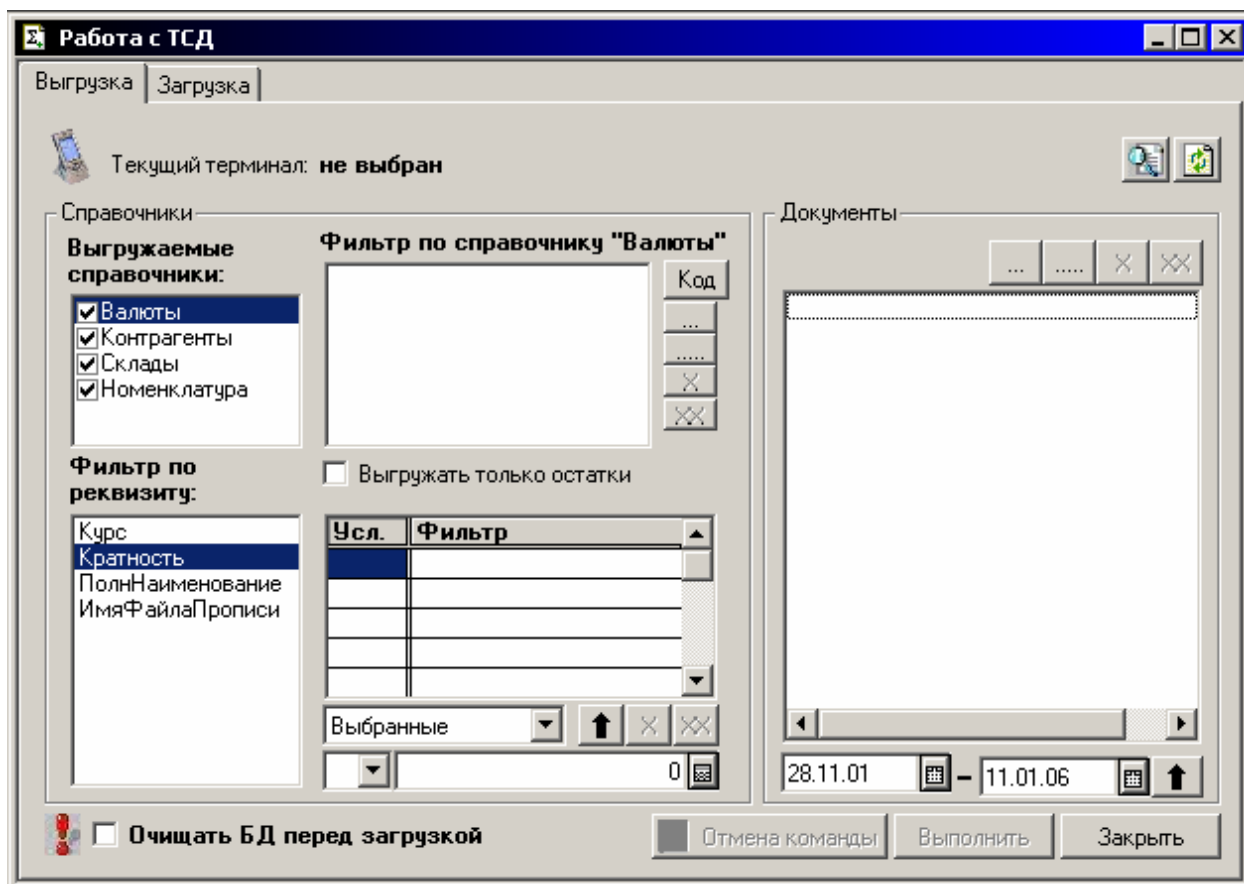 Работа с ТСД
Выгрузка
Загрузка
Текущий терминал: не выбран
Справочники
Выгружаемые
справочники:
Валюты
Контрагенты
Склады
Номенклатура
Фильтр по справочнику "Валюты"
Код
...
.....
X
XX
Фильтр по
реквизиту:
Курс
Кратность
ПолнНаименование
ИмяФайлаПрописи
Выгружать только остатки
Усл. Фильтр
Выбранные
X
XX
0
Документы
...
.....
X
XX
28.11.01 – 11.01.06
Очищать БД перед загрузкой
Отмена команды
Выполнить
Закрыть